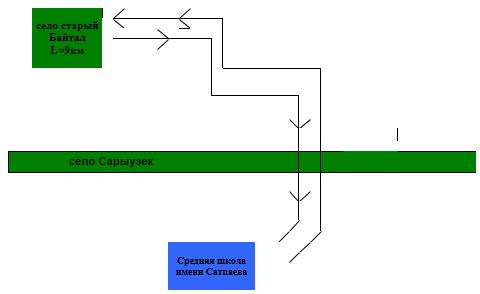 село старый
Байтал
L=9км
село Сарыузек
Средняя школа
имени Сатпаева